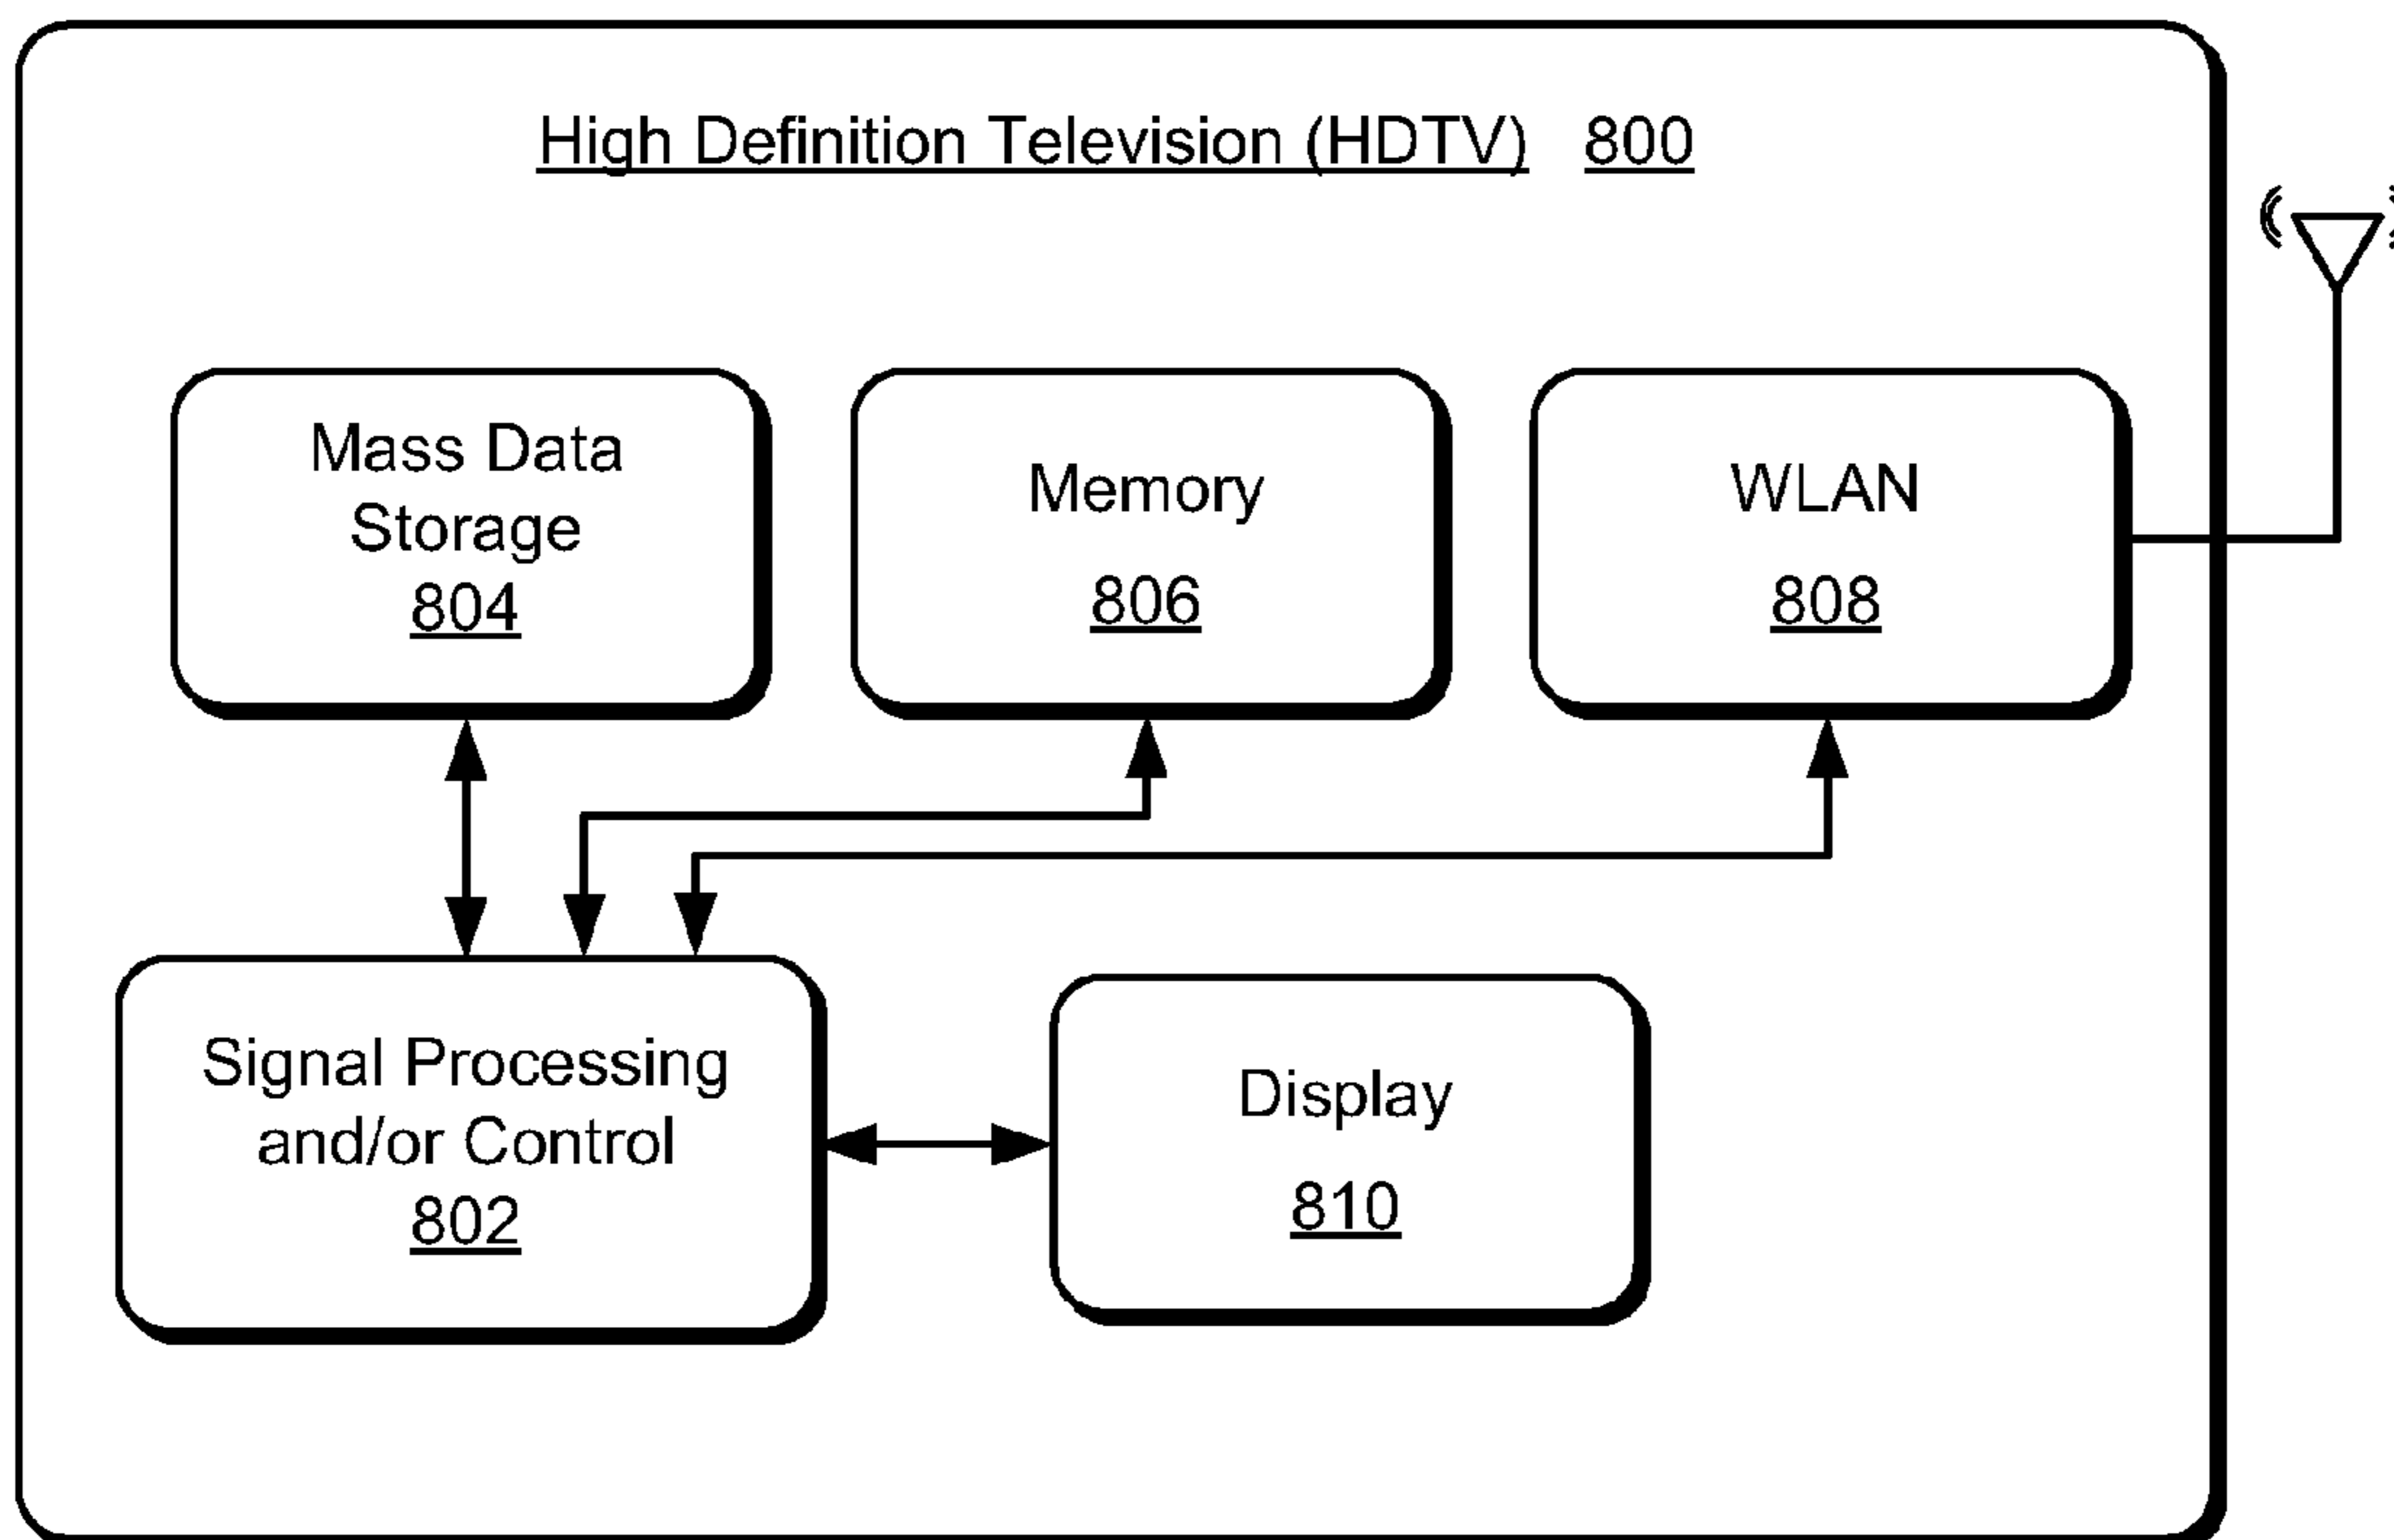 High Definition Television (HDTV) 800
Mass Data
Storage
804
Memory
806
WLAN
808
Signal Processing
and/or Control
802
Display
810